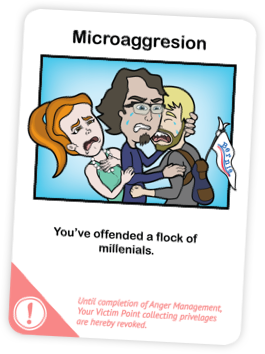 Microaggresion
Bernie
You've offended a flock of
millenials.
!
Until completion of Anger Management,
Your Victim Point collecting privelages
are hereby revoked.